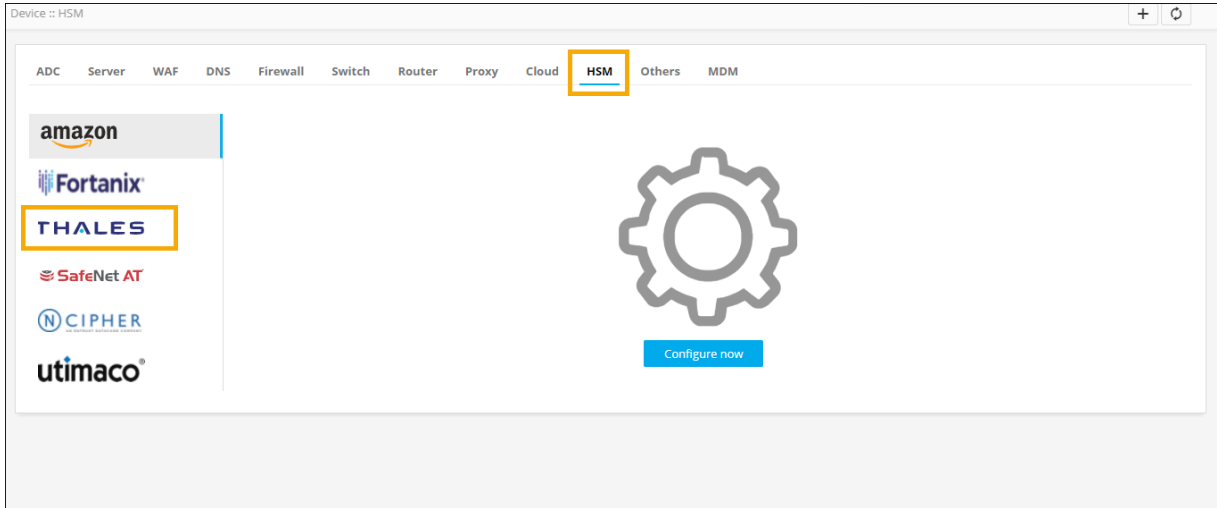 Device :: HSM
ADC Server WAF DNS Firewall Switch Router Proxy Cloud HSM Others MDM
amazon
Fortanix
THALES
SafeNet AT
NCIPHER
utimaco®
Configure now